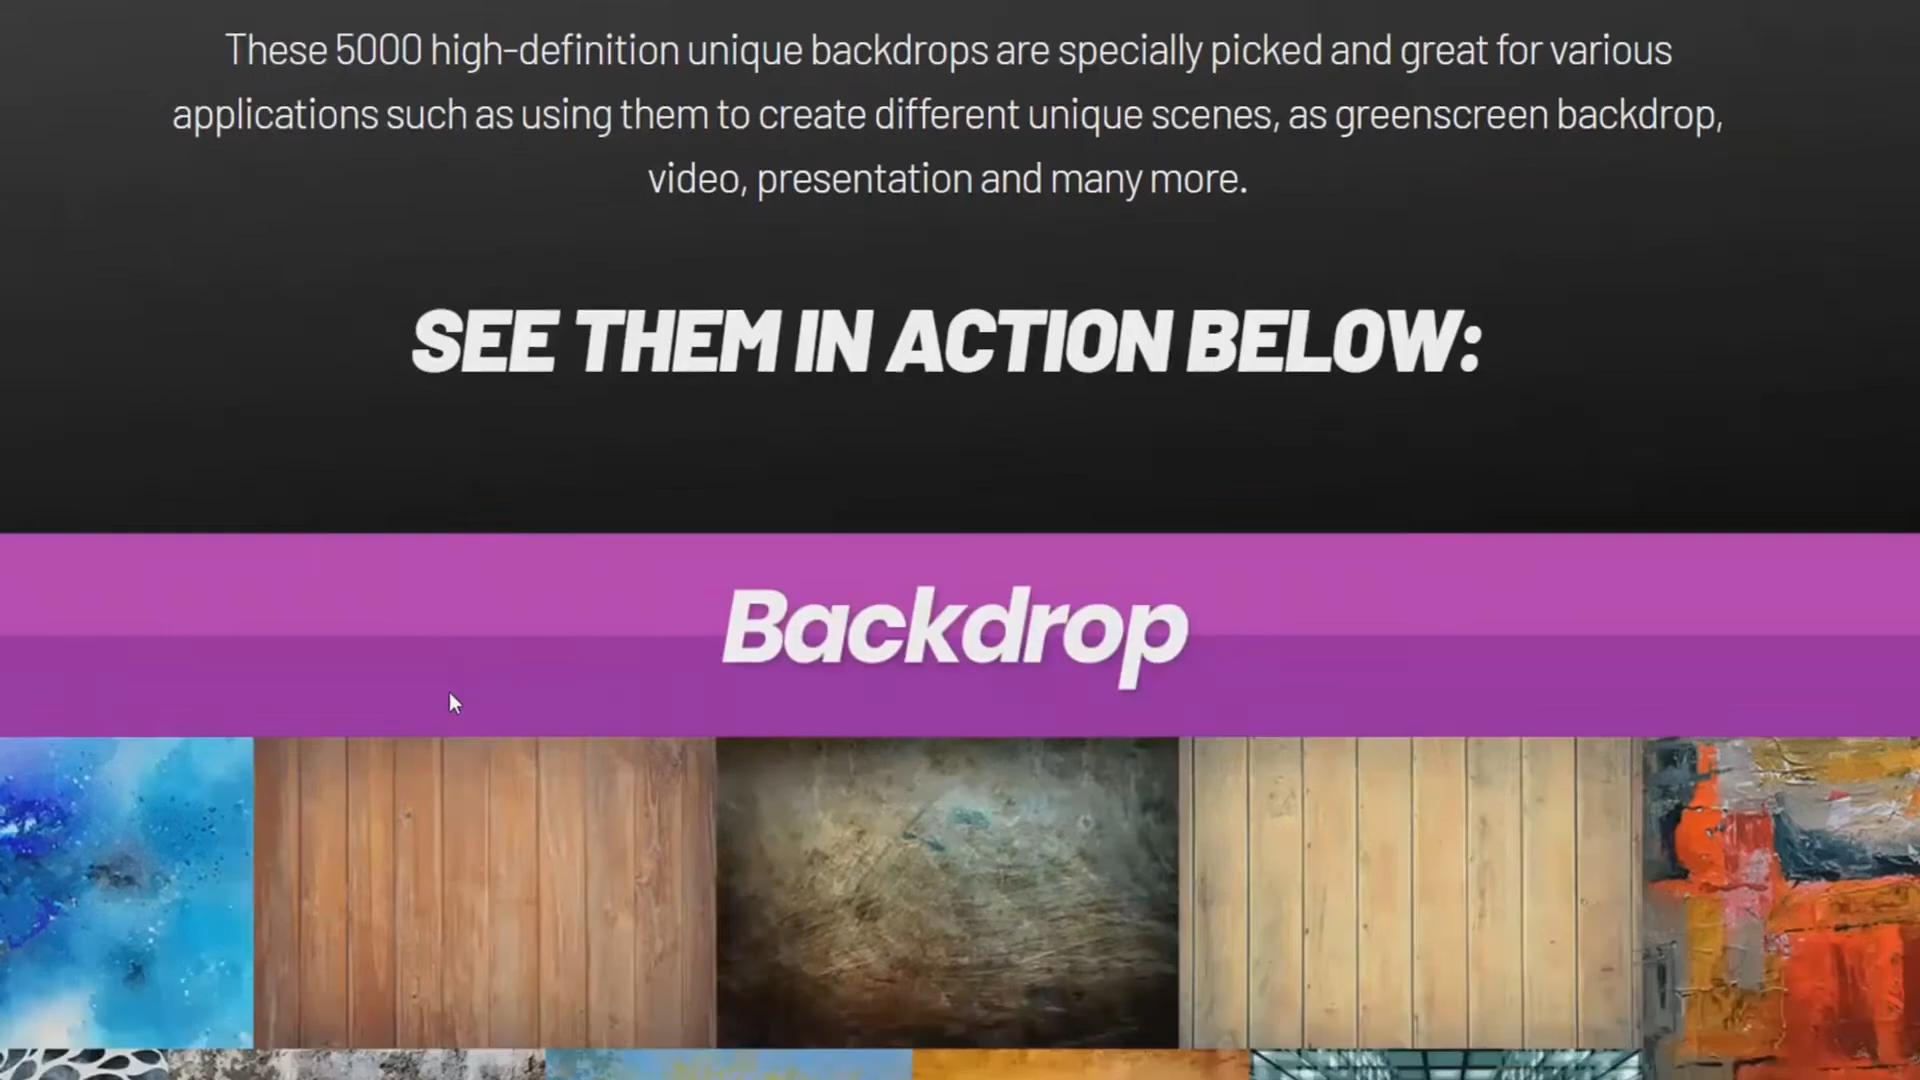 These 5000 high-definition unique backdrops are specially picked and great for various
applications such as using them to create different unique scenes, as greenscreen backdrop,
video, presentation and many more.
SEE THEM IN ACTION BELOW:
Backdrop